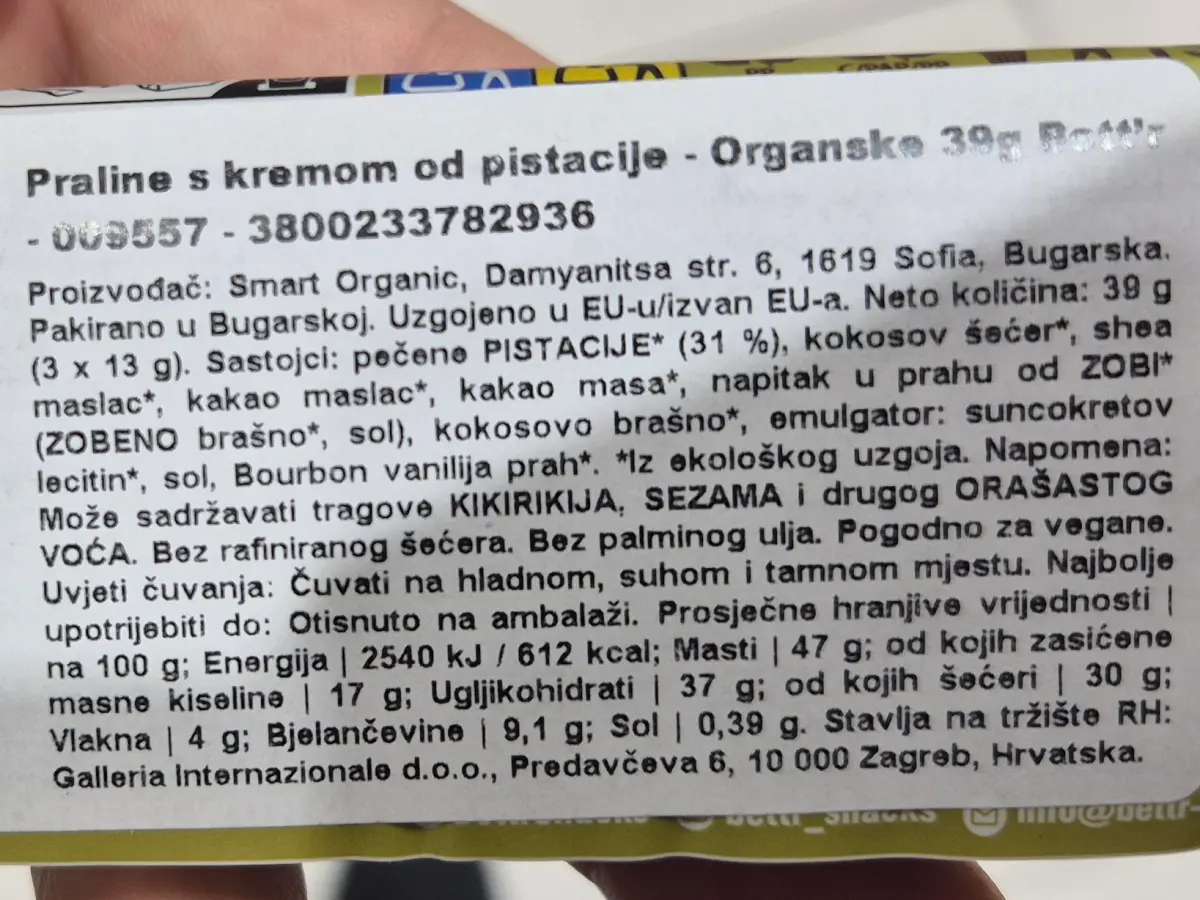 Praline s kremom od pistacije - Organske 39g Bett'r
- 009557 - 3800233782936
Proizvođač: Smart Organic, Damyanitsa str. 6, 1619 Sofia, Bugarska.
Pakirano u Bugarskoj. Uzgojeno u EU-u/izvan EU-a. Neto količina: 39 g
(3 x 13 g). Sastojci: pečene PISTACIJE* (31 %), kokosov šećer*, shea
maslac*, kakao maslac*, kakao masa*, napitak u prahu od ZOBI*
(ZOBENO brašno*, sol), kokosovo brašno*, emulgator: suncokretov
lecitin*, sol, Bourbon vanilija prah*. *Iz ekološkog uzgoja. Napomena:
Može sadržavati tragove KIKIRIKIJA, SEZAMA i drugog ORAŠASTOG
VOĆA. Bez rafiniranog šećera. Bez palminog ulja. Pogodno za vegane.
Uvjeti čuvanja: Čuvati na hladnom, suhom i tamnom mjestu. Najbolje
upotrijebiti do: Otisnuto na ambalaži. Prosječne hranjive vrijednosti |
na 100 g; Energija | 2540 kJ / 612 kcal; Masti | 47 g; od kojih zasićene
masne kiseline | 17 g; Ugljikohidrati | 37 g; od kojih šećeri | 30 g;
Vlakna | 4 g; Bjelančevine | 9,1 g; Sol | 0,39 g. Stavlja na tržište RH:
Galleria Internazionale d.o.o., Predavčeva 6, 10 000 Zagreb, Hrvatska.
bettr_snacks info@bettr-